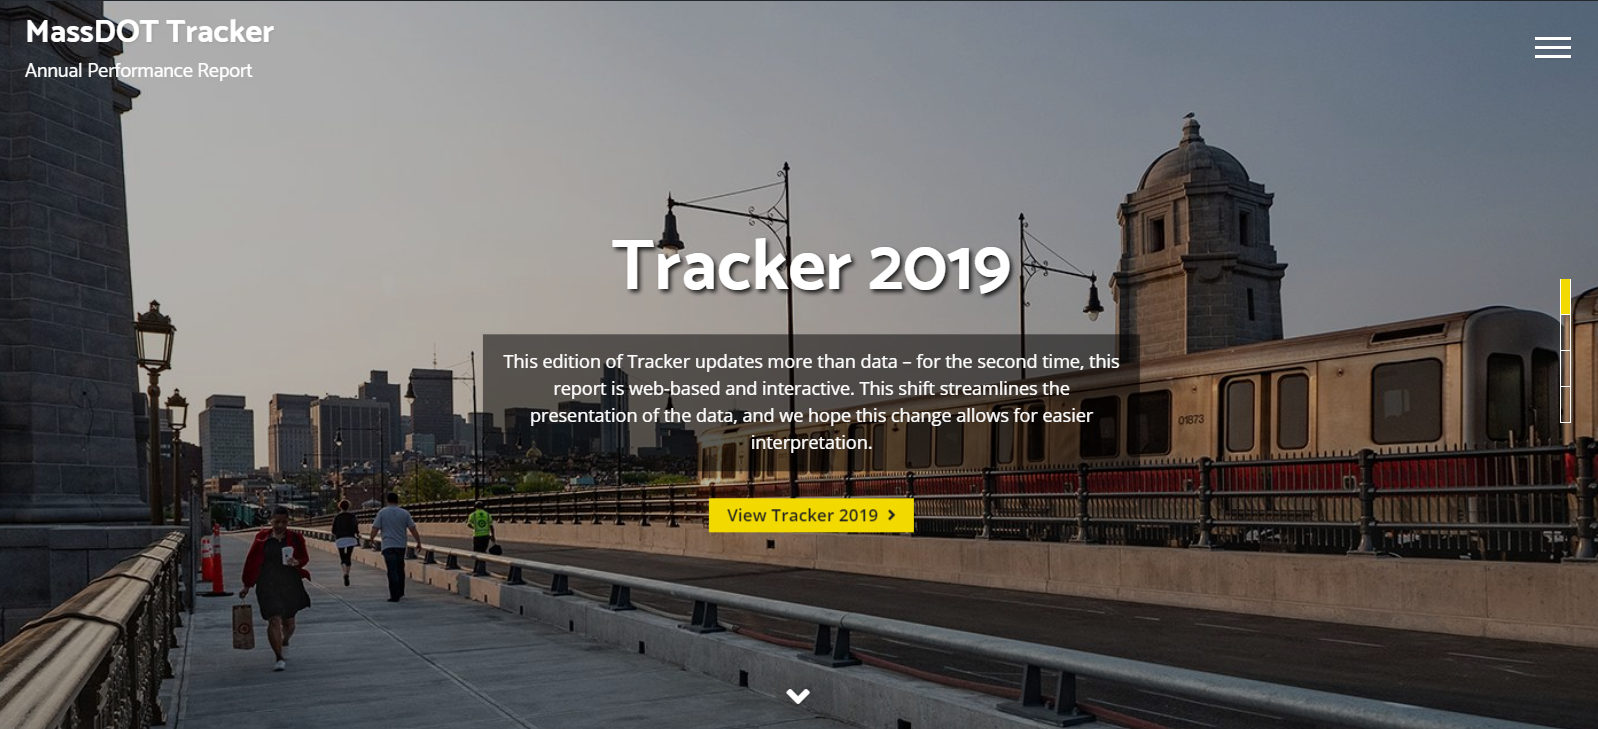 MassDOT Tracker
Annual Performance Report
Tracker 2019
This edition of Tracker updates more than data – for the second time, this
report is web-based and interactive. This shift streamlines the
presentation of the data, and we hope this change allows for easier
interpretation.
01873
View Tracker 2019